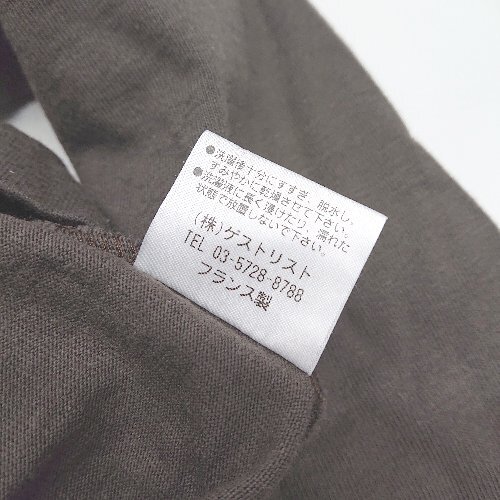 ●洗濯後十分にすすぎ、脱水し、
すみやかに乾燥させて下さい。
●洗濯液に長く漬けたり、濡れた
状態で放置しないで下さい。
(株)ゲストリスト
TEL 03-5728-8788
フランス製